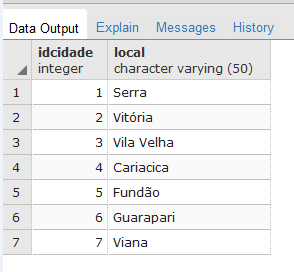 Data Output Explain Messages History
idcidade local
integer character varying (50)
1 1 Serra
2 2 Vitória
3 3 Vila Velha
4 4 Cariacica
5 5 Fundão
6 6 Guarapari
7 7 Viana